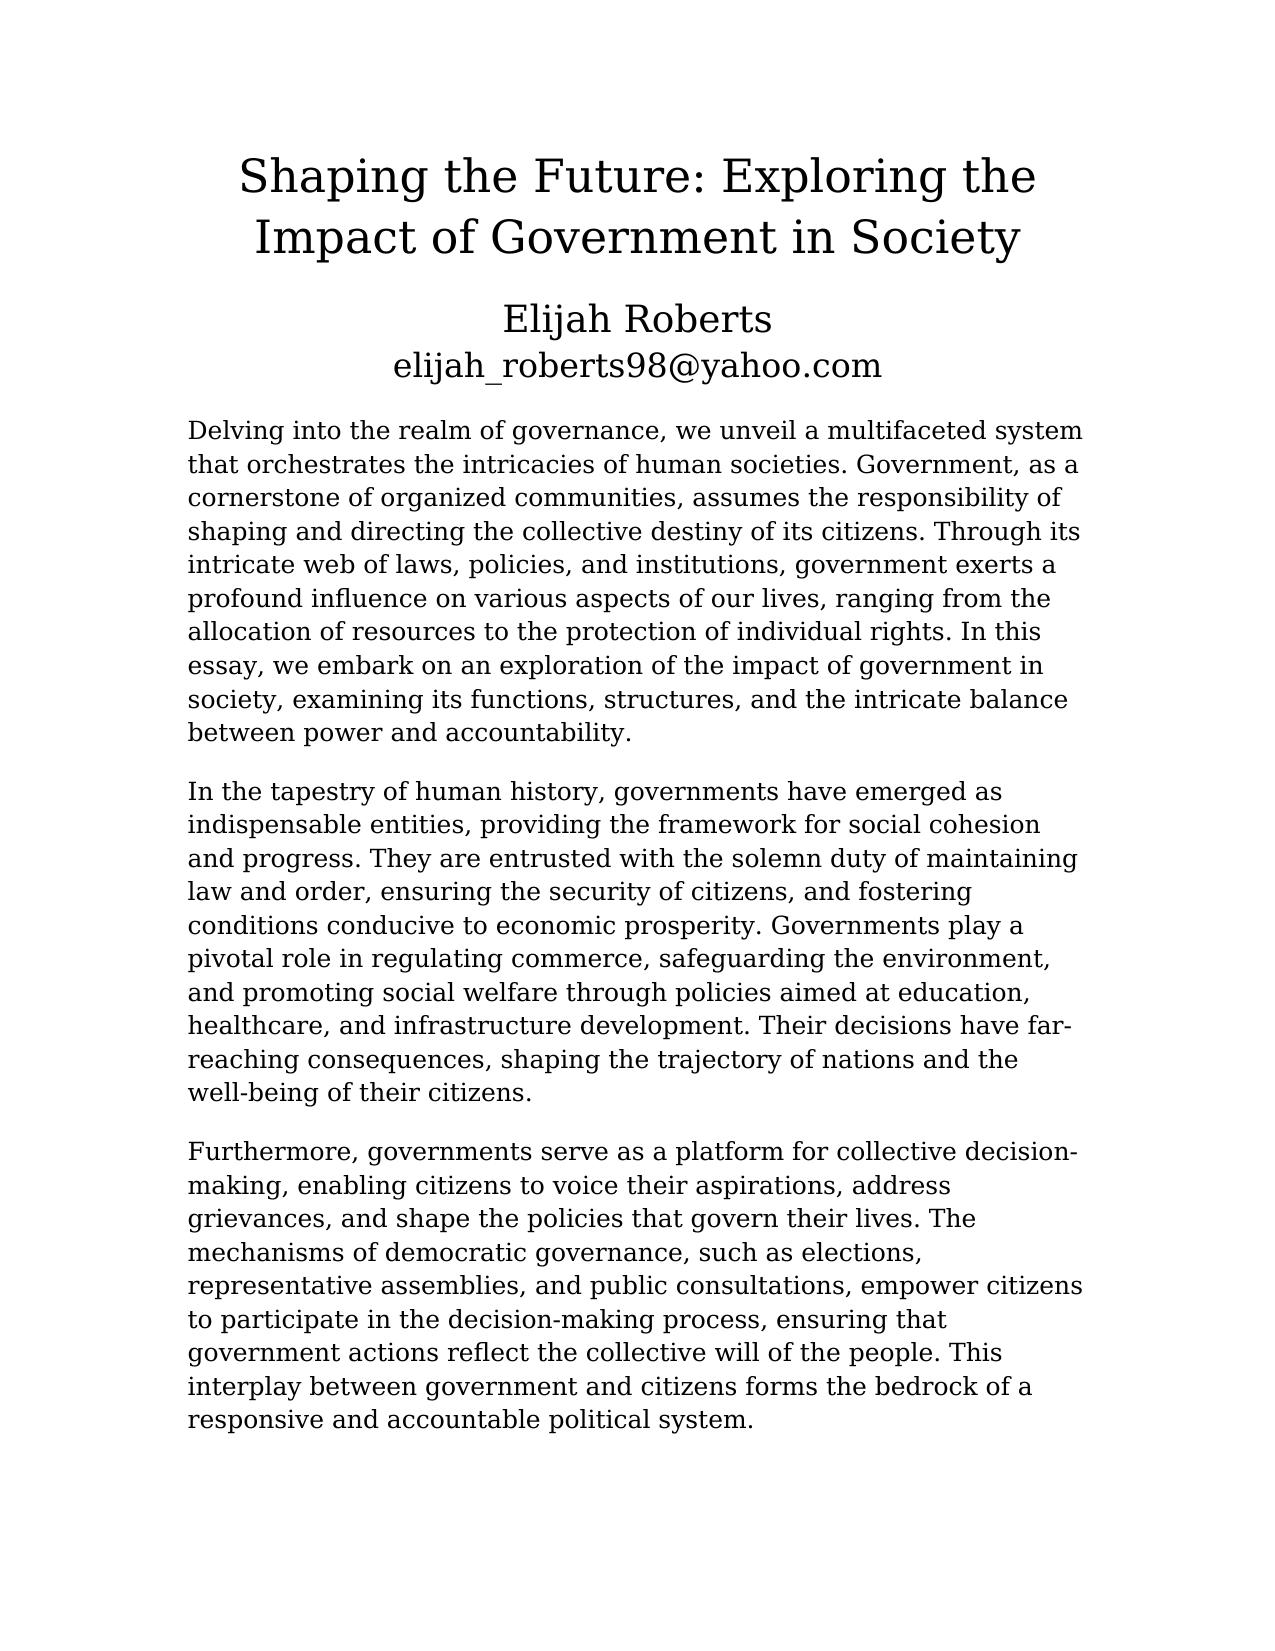 Shaping the Future: Exploring the
Impact of Government in Society
Elijah Roberts
elijah_roberts98@yahoo.com
Delving into the realm of governance, we unveil a multifaceted system
that orchestrates the intricacies of human societies. Government, as a
cornerstone of organized communities, assumes the responsibility of
shaping and directing the collective destiny of its citizens. Through its
intricate web of laws, policies, and institutions, government exerts a
profound influence on various aspects of our lives, ranging from the
allocation of resources to the protection of individual rights. In this
essay, we embark on an exploration of the impact of government in
society, examining its functions, structures, and the intricate balance
between power and accountability.
In the tapestry of human history, governments have emerged as
indispensable entities, providing the framework for social cohesion
and progress. They are entrusted with the solemn duty of maintaining
law and order, ensuring the security of citizens, and fostering
conditions conducive to economic prosperity. Governments play a
pivotal role in regulating commerce, safeguarding the environment,
and promoting social welfare through policies aimed at education,
healthcare, and infrastructure development. Their decisions have far-
reaching consequences, shaping the trajectory of nations and the
well-being of their citizens.
Furthermore, governments serve as a platform for collective decision-
making, enabling citizens to voice their aspirations, address
grievances, and shape the policies that govern their lives. The
mechanisms of democratic governance, such as elections,
representative assemblies, and public consultations, empower citizens
to participate in the decision-making process, ensuring that
government actions reflect the collective will of the people. This
interplay between government and citizens forms the bedrock of a
responsive and accountable political system.